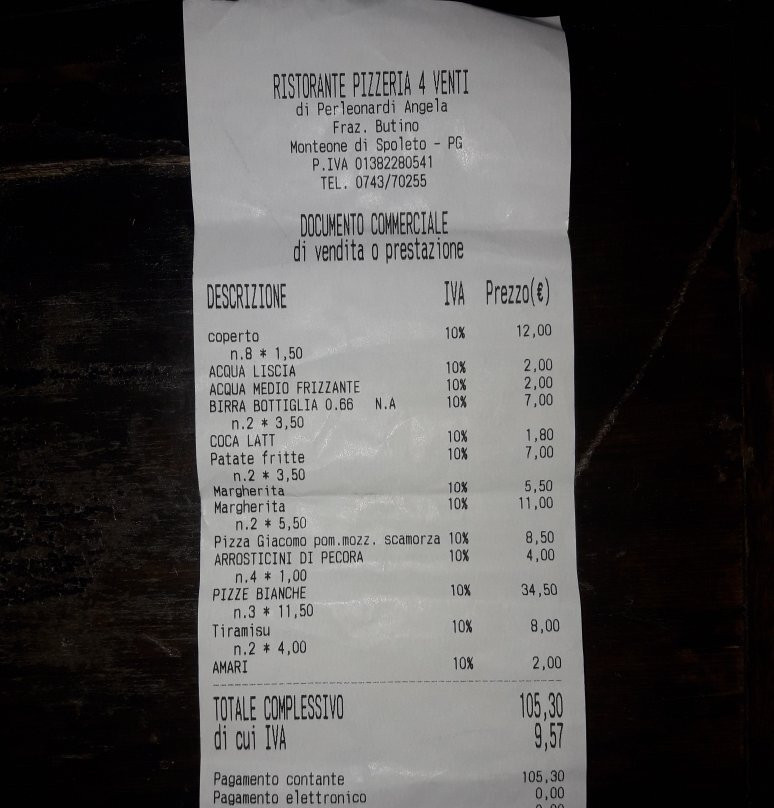 RISTORANTE PIZZERIA 4 VENTI
di Perleonardi Angela
Fraz. Butino
Monteone di Spoleto - PG
P.IVA 01382280541
TEL. 0743/70255
DOCUMENTO COMMERCIALE
di vendita o prestazione
DESCRIZIONE IVA Prezzo(€)
coperto 10% 12,00
n.8 * 1,50
ACQUA LISCIA 10% 2,00
ACQUA MEDIO FRIZZANTE 10% 2,00
BIRRA BOTTIGLIA 0.66 N.A 10% 7,00
n.2 * 3,50
COCA LATT 10% 1,80
Patate fritte 10% 7,00
n.2 * 3,50
Margherita 10% 5,50
Margherita 10% 11,00
n.2 * 5,50
Pizza Giacomo pom.mozz. scamorza 10% 8,50
ARROSTICINI DI PECORA 10% 4,00
n.4 * 1,00
PIZZE BIANCHE 10% 34,50
n.3 * 11,50
Tiramisu 10% 8,00
n.2 * 4,00
AMARI 10% 2,00
TOTALE COMPLESSIVO 105,30
di cui IVA 9,57
Pagamento contante 105,30
Pagamento elettronico 0,00